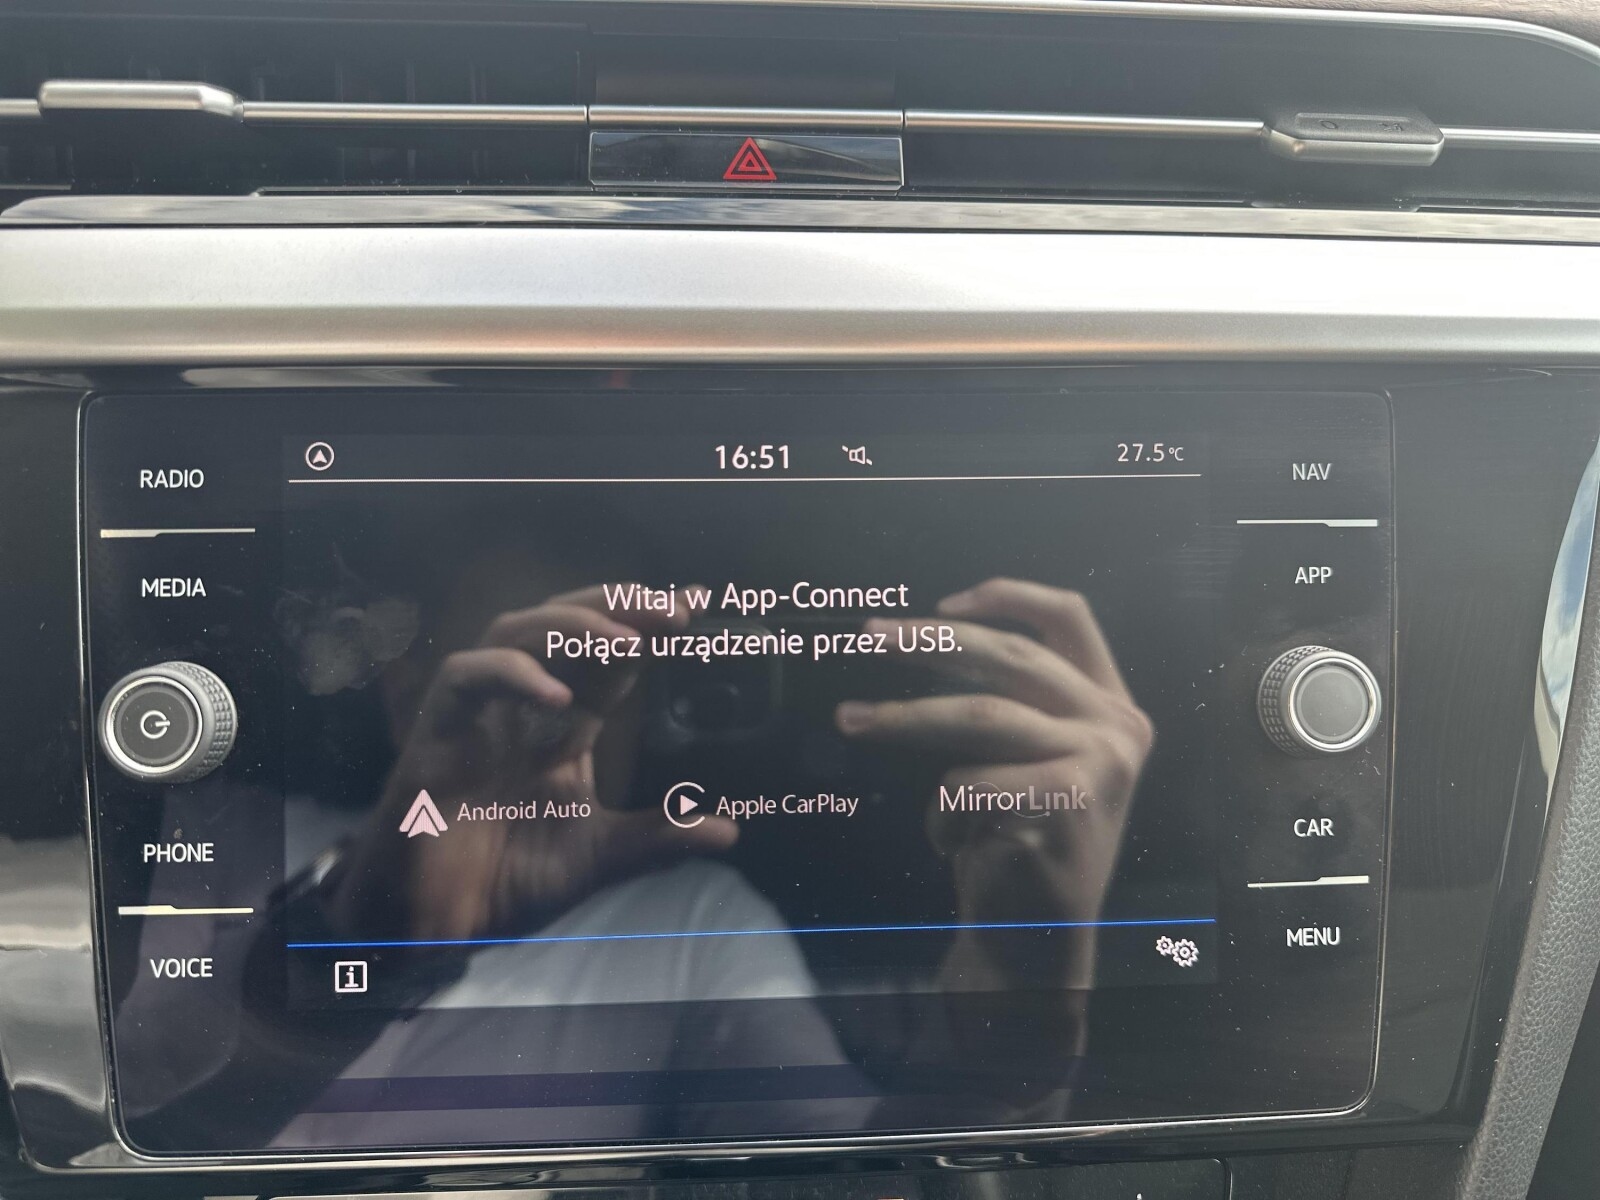 16:51
27.5°C
RADIO
MEDIA
PHONE
VOICE
Witaj w App-Connect
Połącz urządzenie przez USB.
Android Auto
Apple CarPlay
MirrorLink
i
NAV
APP
CAR
MENU